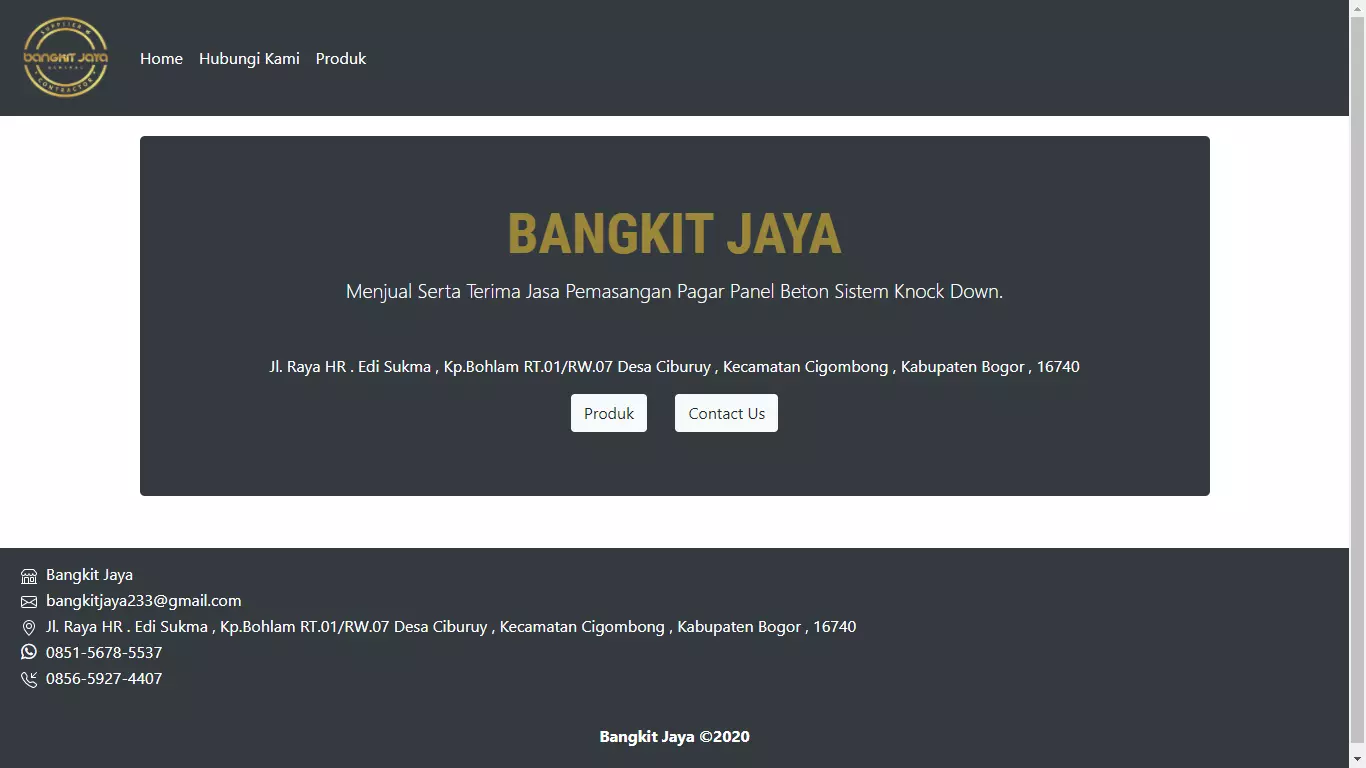 SUPPLIER &
BANGKIT JAYA
GENERAL
CONTRACTOR
Home Hubungi Kami Produk
BANGKIT JAYA
Menjual Serta Terima Jasa Pemasangan Pagar Panel Beton Sistem Knock Down.
Jl. Raya HR . Edi Sukma , Kp.Bohlam RT.01/RW.07 Desa Ciburuy , Kecamatan Cigombong , Kabupaten Bogor , 16740
Produk Contact Us
Bangkit Jaya
bangkitjaya233@gmail.com
Jl. Raya HR . Edi Sukma , Kp.Bohlam RT.01/RW.07 Desa Ciburuy , Kecamatan Cigombong , Kabupaten Bogor , 16740
0851-5678-5537
0856-5927-4407
Bangkit Jaya ©2020